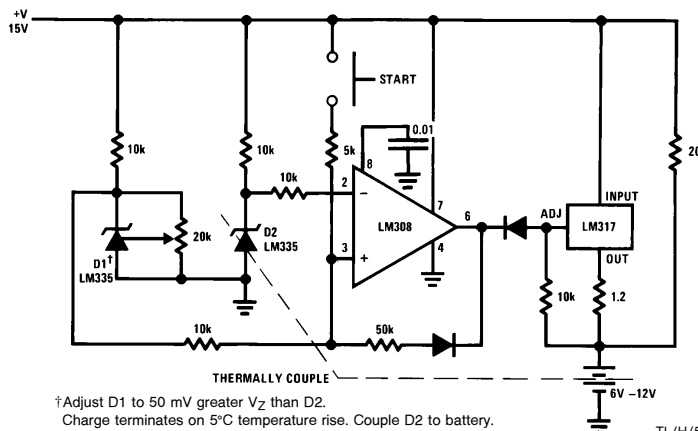 +V
15V
START
10k
10k
5k
0.01
8
20
10k
2
−
7
6
ADJ
INPUT
LM317
OUT
LM308
20k
D2
LM335
D1†
LM335
3
+
4
10k
1.2
10k
50k
THERMALLY COUPLE
6V –12V
†Adjust D1 to 50 mV greater VZ than D2.
Charge terminates on 5°C temperature rise. Couple D2 to battery.